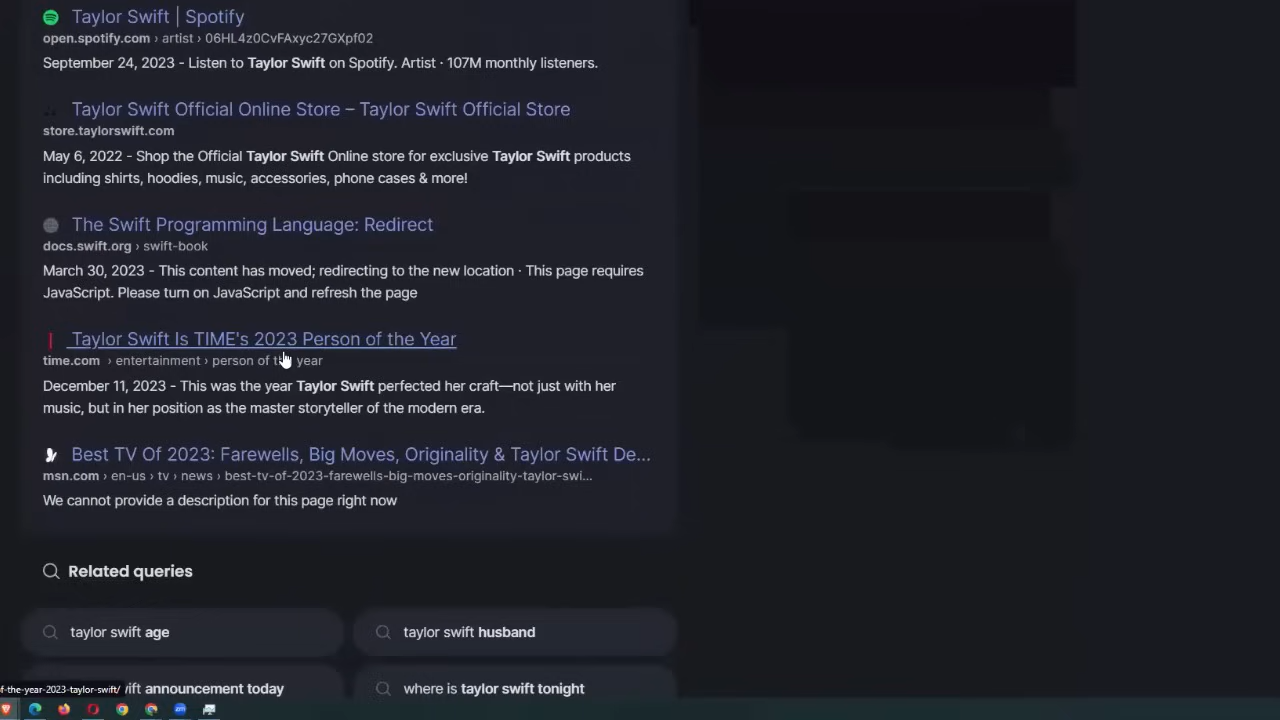 Taylor Swift | Spotify
open.spotify.com › artist › 06HL4z0CvFAxyc27GXpf02
September 24, 2023 - Listen to Taylor Swift on Spotify. Artist · 107M monthly listeners.
Taylor Swift Official Online Store – Taylor Swift Official Store
store.taylorswift.com
May 6, 2022 - Shop the Official Taylor Swift Online store for exclusive Taylor Swift products
including shirts, hoodies, music, accessories, phone cases & more!
The Swift Programming Language: Redirect
docs.swift.org › swift-book
March 30, 2023 - This content has moved; redirecting to the new location · This page requires
JavaScript. Please turn on JavaScript and refresh the page
Taylor Swift Is TIME's 2023 Person of the Year
time.com › entertainment › person of the year
December 11, 2023 - This was the year Taylor Swift perfected her craft—not just with her
music, but in her position as the master storyteller of the modern era.
Best TV Of 2023: Farewells, Big Moves, Originality & Taylor Swift De...
msn.com › en-us › tv › news › best-tv-of-2023-farewells-big-moves-originality-taylor-swi...
We cannot provide a description for this page right now
Related queries
taylor swift age
taylor swift husband
f-the-year-2023-taylor-swift/
ift announcement today
where is taylor swift tonight
zm